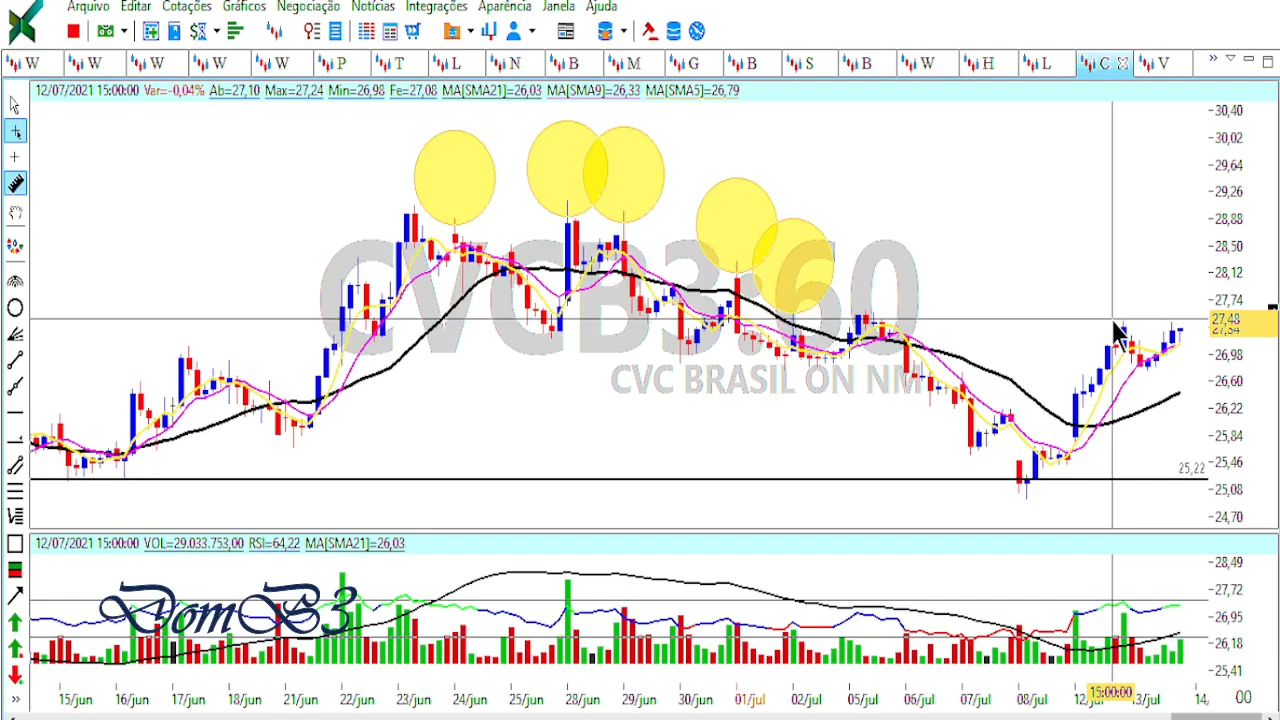 Arquivo Editar Cotações Gráficos Negociação Notícias Integrações Aparência Janela Ajuda
W W W W W P T L N B M G B S B W H L C V
12/07/2021 15:00:00 Var=-0,04% Ab=27,10 Max=27,24 Min=26,98 Fe=27,08 MA[SMA21]=26,03 MA[SMA9]=26,33 MA[SMA5]=26,79
CVCB3:60
CVC BRASIL ON NM
30,40
30,02
29,64
29,26
28,88
28,50
28,12
27,74
27,48
26,98
26,60
26,22
25,84
25,46
25,22
25,08
24,70
12/07/2021 15:00:00 VOL=29.033.753,00 RSI=64,22 MA[SMA21]=26,03
DomB3
28,49
27,72
26,95
26,18
25,41
15/jun 16/jun 17/jun 18/jun 21/jun 22/jun 23/jun 24/jun 25/jun 28/jun 29/jun 30/jun 01/jul 02/jul 05/jul 06/jul 07/jul 08/jul 15:00:00 13/jul 14, 00